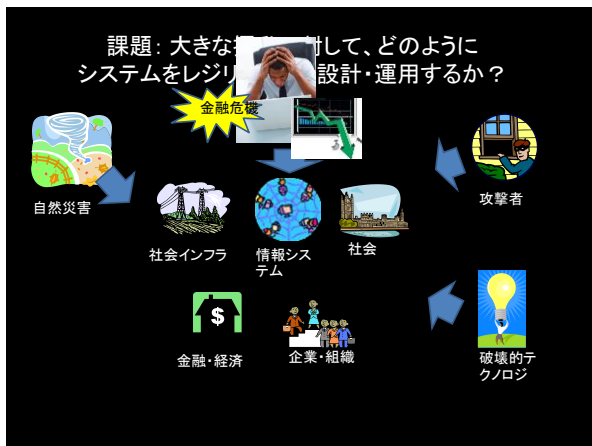 課題：大きな 対して、どのように
システムをレジリ 設計・運用するか？
金融危機
自然災害
攻撃者
社会インフラ
情報シス
テム
社会
$
金融・経済
企業・組織
破壊的テ
クノロジ